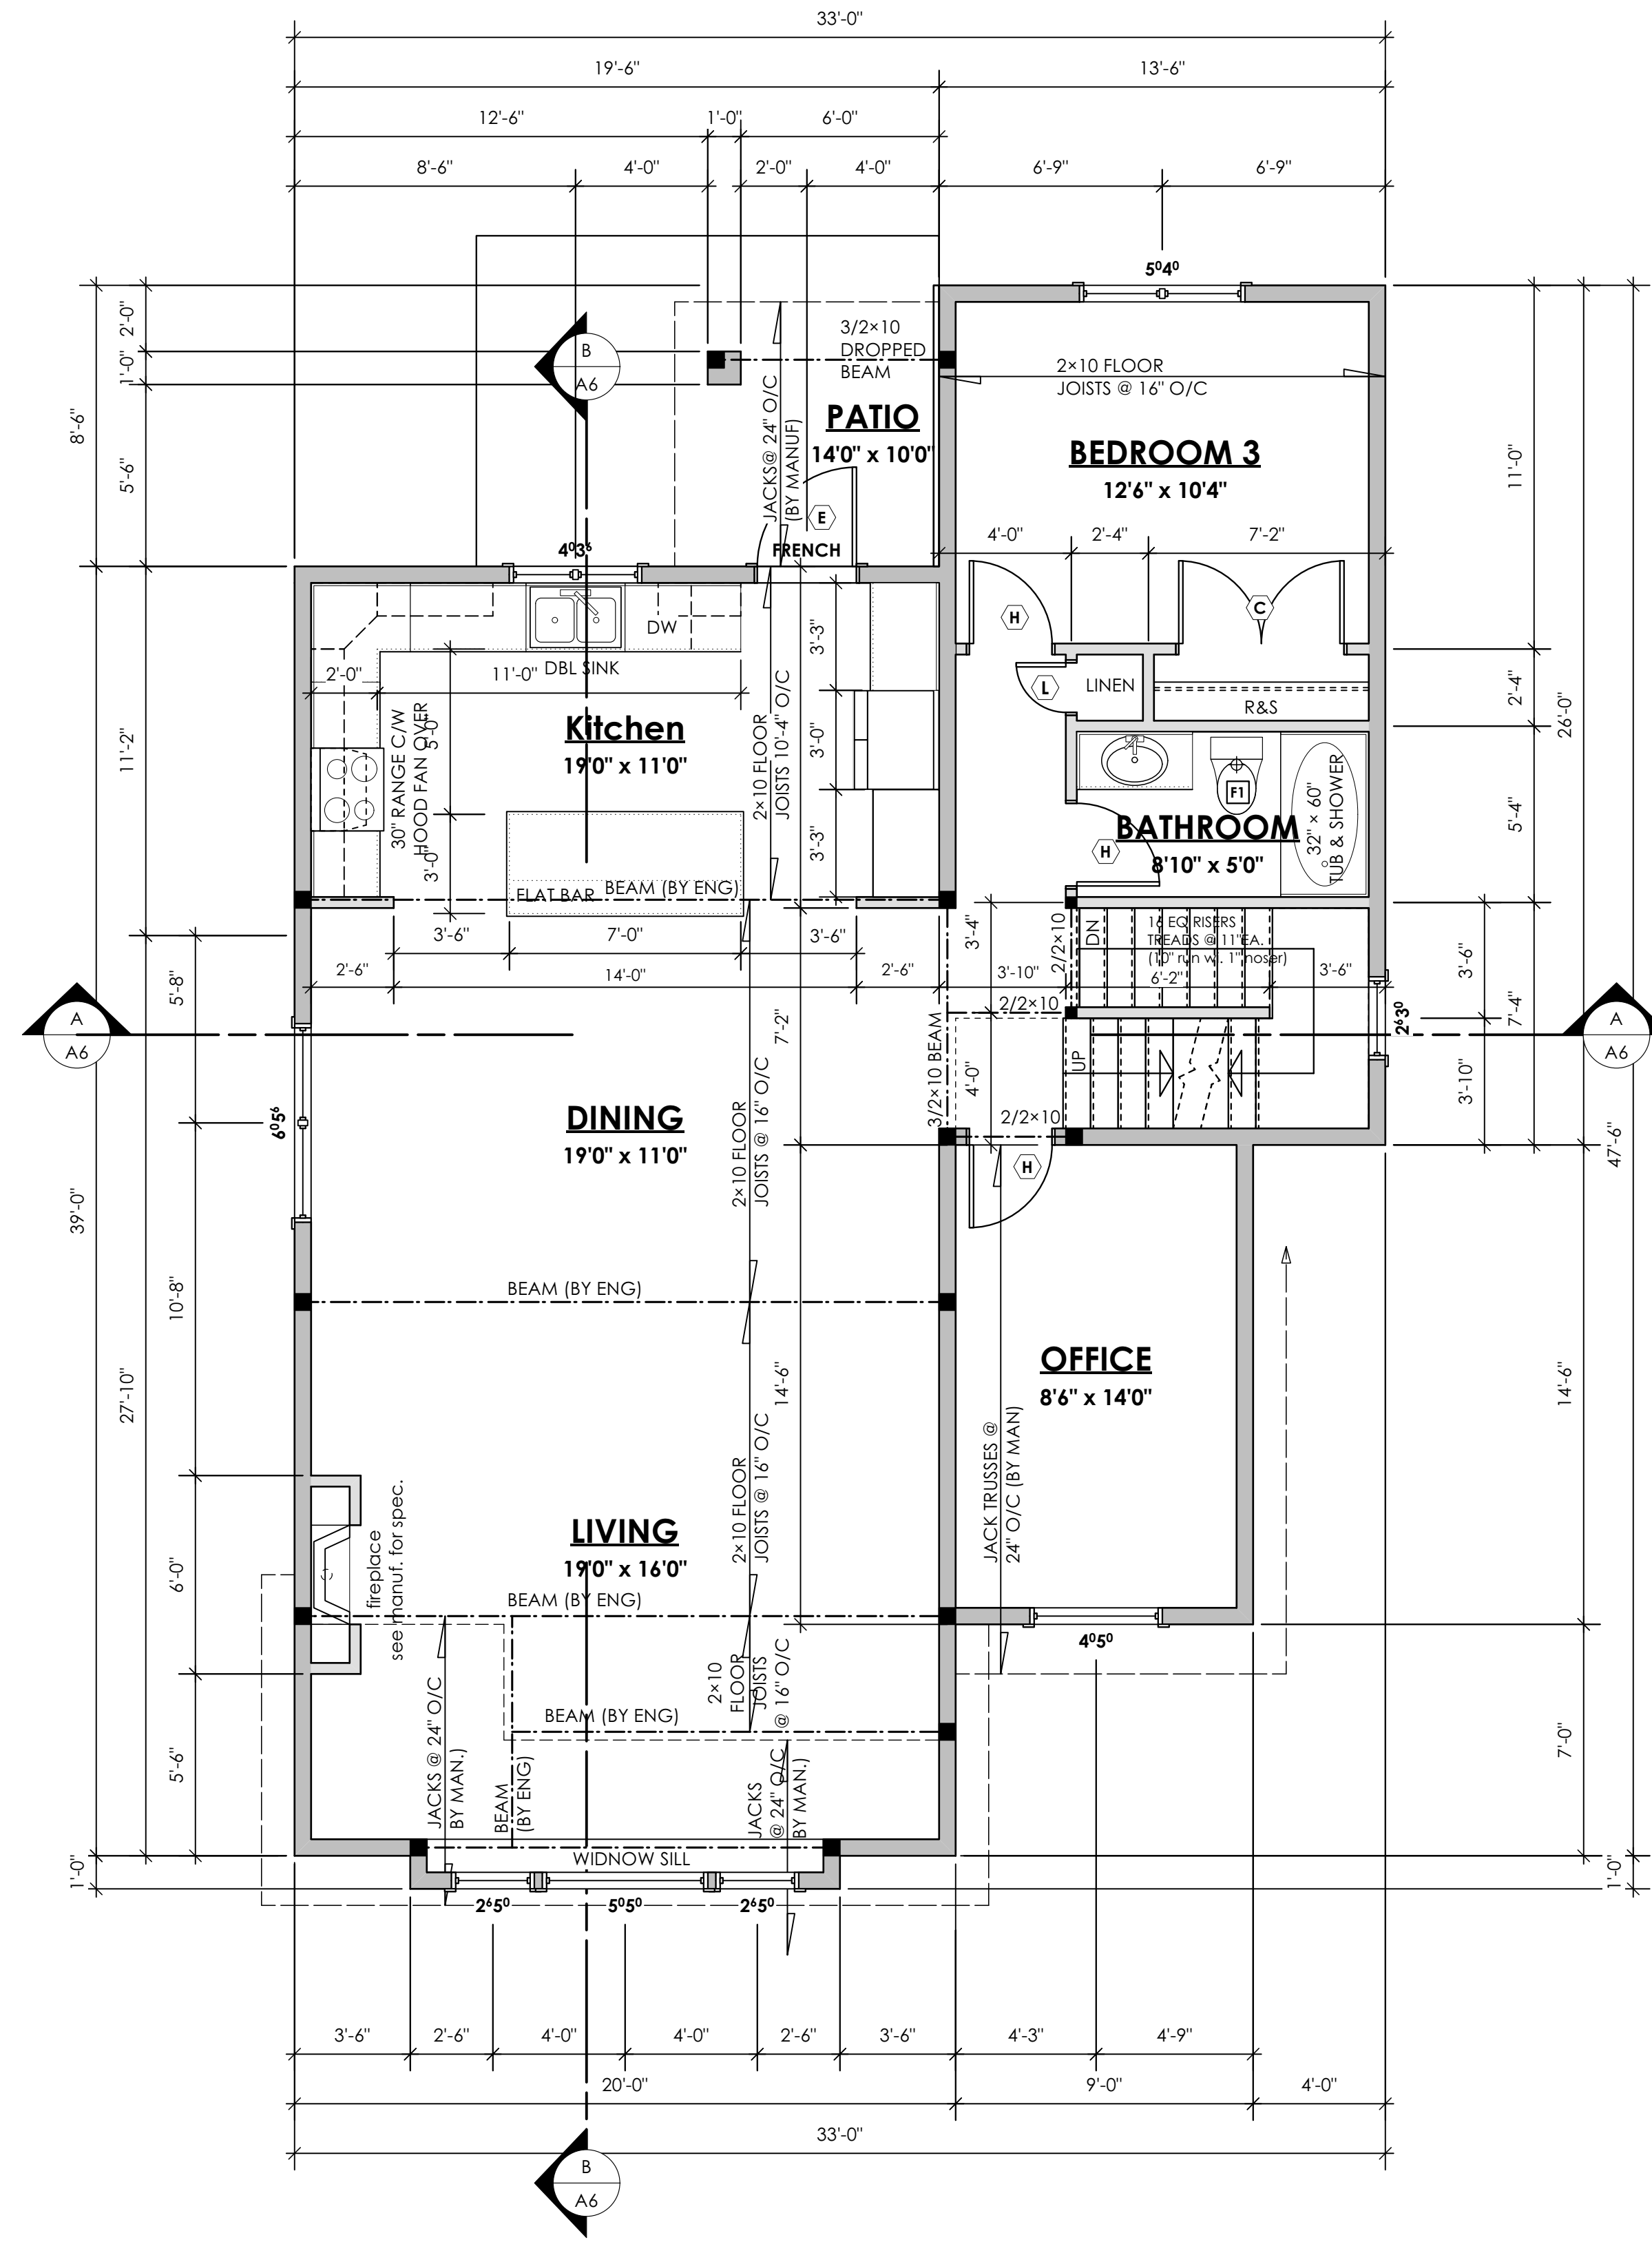 33'-0"
19'-6"
13'-6"
12'-6"
1'-0"
6'-0"
8'-6"
4'-0"
2'-0"
4'-0"
6'-9"
6'-9"
5⁰4⁰
2'-0"
1'-0"
5'-6"
8'-6"
B
A6
3/2×10
DROPPED
BEAM
JACKS@ 24" O/C
(BY MANUF)
PATIO
14'0" x 10'0"
E
FRENCH
4⁰3⁶
2×10 FLOOR
JOISTS @ 16" O/C
BEDROOM 3
12'6" x 10'4"
4'-0"
2'-4"
7'-2"
H
C
L
LINEN
R&S
11'-0"
2'-4"
26'-0"
5'-4"
DW
2'-0"
11'-0"
DBL SINK
30" RANGE C/W
HOOD FAN OVER
5'-0"
3'-0"
Kitchen
19'0" x 11'0"
2×10 FLOOR
JOISTS 10'-4" O/C
3'-3"
3'-0"
3'-3"
FLAT BAR
BEAM (BY ENG)
11'-2"
F1
BATHROOM
8'10" x 5'0"
32" × 60"
TUB & SHOWER
H
3'-6"
7'-0"
3'-6"
2'-6"
14'-0"
2'-6"
3'-4"
3'-10"
2/2×10
DN
16 EQ RISERS
TREADS @ 11"EA.
(10" run w. 1" noser)
6'-2"
3'-6"
3'-6"
7'-4"
3'-10"
2⁶3⁰
2/2×10
UP
4'-0"
3/2×10 BEAM
7'-2"
2/2×10
H
A
A6
A
A6
5'-8"
6⁰5⁶
DINING
19'0" x 11'0"
2×10 FLOOR
JOISTS @ 16" O/C
47'-6"
39'-0"
10'-8"
27'-10"
BEAM (BY ENG)
14'-6"
OFFICE
8'6" x 14'0"
JACK TRUSSES @
24" O/C (BY MAN)
14'-6"
2×10 FLOOR
JOISTS @ 16" O/C
fireplace
see manuf. for spec.
LIVING
19'0" x 16'0"
BEAM (BY ENG)
6'-0"
4⁰5⁰
2×10
FLOOR
JOISTS
@ 16" O/C
BEAM (BY ENG)
JACKS @ 24" O/C
BY MAN.)
BEAM
(BY ENG)
JACKS
@ 24" O/C
BY MAN.)
5'-6"
7'-0"
1'-0"
1'-0"
WIDNOW SILL
2⁶5⁰
5⁰5⁰
2⁶5⁰
3'-6"
2'-6"
4'-0"
4'-0"
2'-6"
3'-6"
4'-3"
4'-9"
20'-0"
9'-0"
4'-0"
33'-0"
B
A6